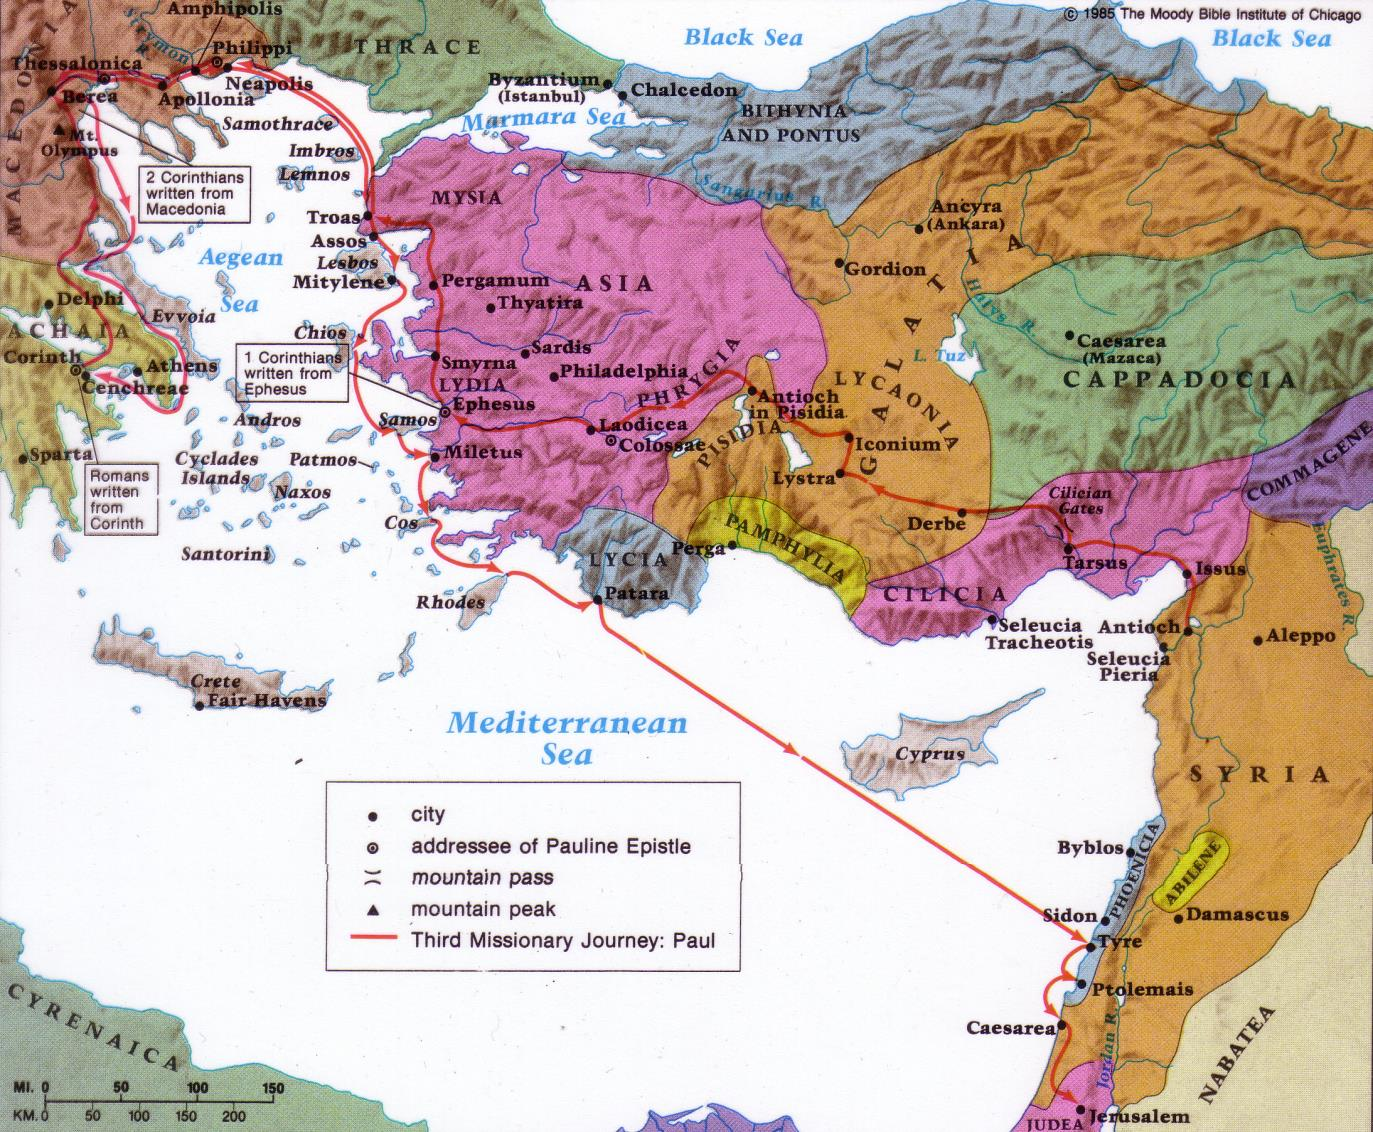 © 1985 The Moody Bible Institute of Chicago
Black Sea
Black Sea
Amphipolis
Strymon
R.
Philippi
THRACE
Thessalonica
Neapolis
Berea
Apollonia
MACEDONIA
Mt.
Olympus
Byzantium
(Istanbul)
Chalcedon
Marmara Sea
BITHYNIA
AND PONTUS
Samothrace
Imbros
Lemnos
2 Corinthians
written from
Macedonia
MYSIA
Sangarius R.
Troas
Assos
Lesbos
Mitylene
Aegean
Sea
Ancyra
(Ankara)
Gordion
GALATIA
Pergamum
ASIA
Thyatira
Halys R.
Delphi
ACHAIA
Evvoia
Chios
Corinth
Athens
Cenchreae
1 Corinthians
written from
Ephesus
Smyrna
Sardis
LYDIA
Philadelphia
PHRYGIA
L. Tuz
Caesarea
(Mazaca)
CAPPADOCIA
LYCAONIA
Antioch
in Pisidia
PISIDIA
Ephesus
Samos
Andros
Laodicea
Colossae
Iconium
Lystra
Miletus
Sparta
Cyclades
Islands
Patmos
Naxos
Romans
written
from
Corinth
Cos
Santorini
Derbe
Cilician
Gates
COMMAGENE
Euphrates R.
LYCIA
Perga
PAMPHYLIA
Tarsus
Issus
CILICIA
Rhodes
Patara
Seleucia
Tracheotis
Antioch
Seleucia
Pieria
Aleppo
Crete
Fair Havens
Mediterranean
Sea
Cyprus
SYRIA
city
addressee of Pauline Epistle
mountain pass
mountain peak
Third Missionary Journey: Paul
Byblos
PHOENICIA
ABILENE
Sidon
Damascus
Tyre
Ptolemais
Caesarea
Jordan R.
NABATEA
Jerusalem
JUDEA
CYRENAICA
MI. 0 50 100 150
KM. 0 50 100 150 200